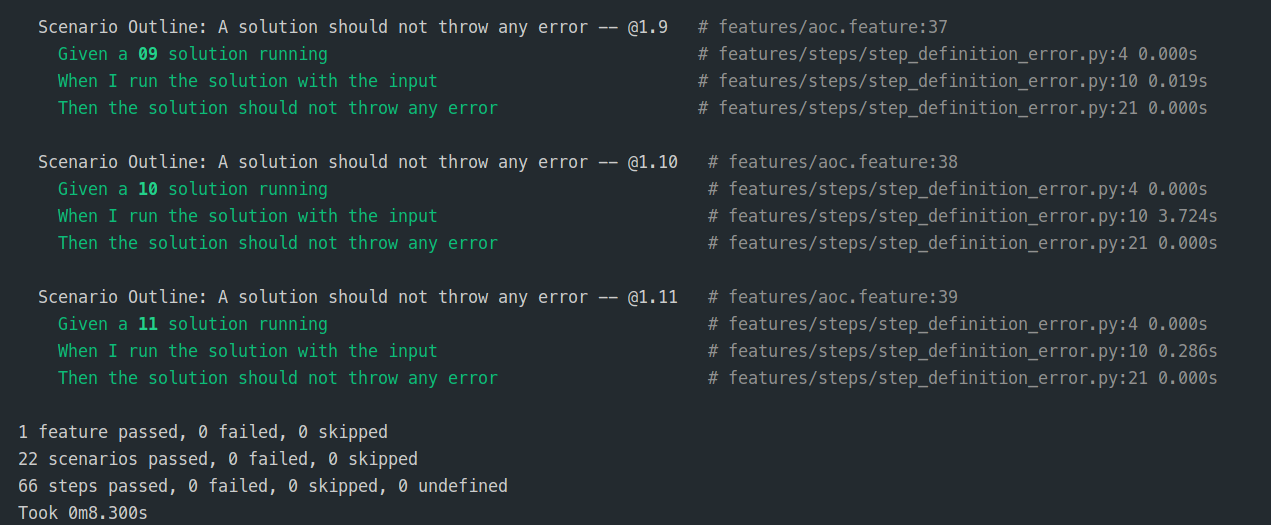 Scenario Outline: A solution should not throw any error -- @1.9 # features/aoc.feature:37
Given a 09 solution running # features/steps/step_definition_error.py:4 0.000s
When I run the solution with the input # features/steps/step_definition_error.py:10 0.019s
Then the solution should not throw any error # features/steps/step_definition_error.py:21 0.000s
Scenario Outline: A solution should not throw any error -- @1.10 # features/aoc.feature:38
Given a 10 solution running # features/steps/step_definition_error.py:4 0.000s
When I run the solution with the input # features/steps/step_definition_error.py:10 3.724s
Then the solution should not throw any error # features/steps/step_definition_error.py:21 0.000s
Scenario Outline: A solution should not throw any error -- @1.11 # features/aoc.feature:39
Given a 11 solution running # features/steps/step_definition_error.py:4 0.000s
When I run the solution with the input # features/steps/step_definition_error.py:10 0.286s
Then the solution should not throw any error # features/steps/step_definition_error.py:21 0.000s
1 feature passed, 0 failed, 0 skipped
22 scenarios passed, 0 failed, 0 skipped
66 steps passed, 0 failed, 0 skipped, 0 undefined
Took 0m8.300s